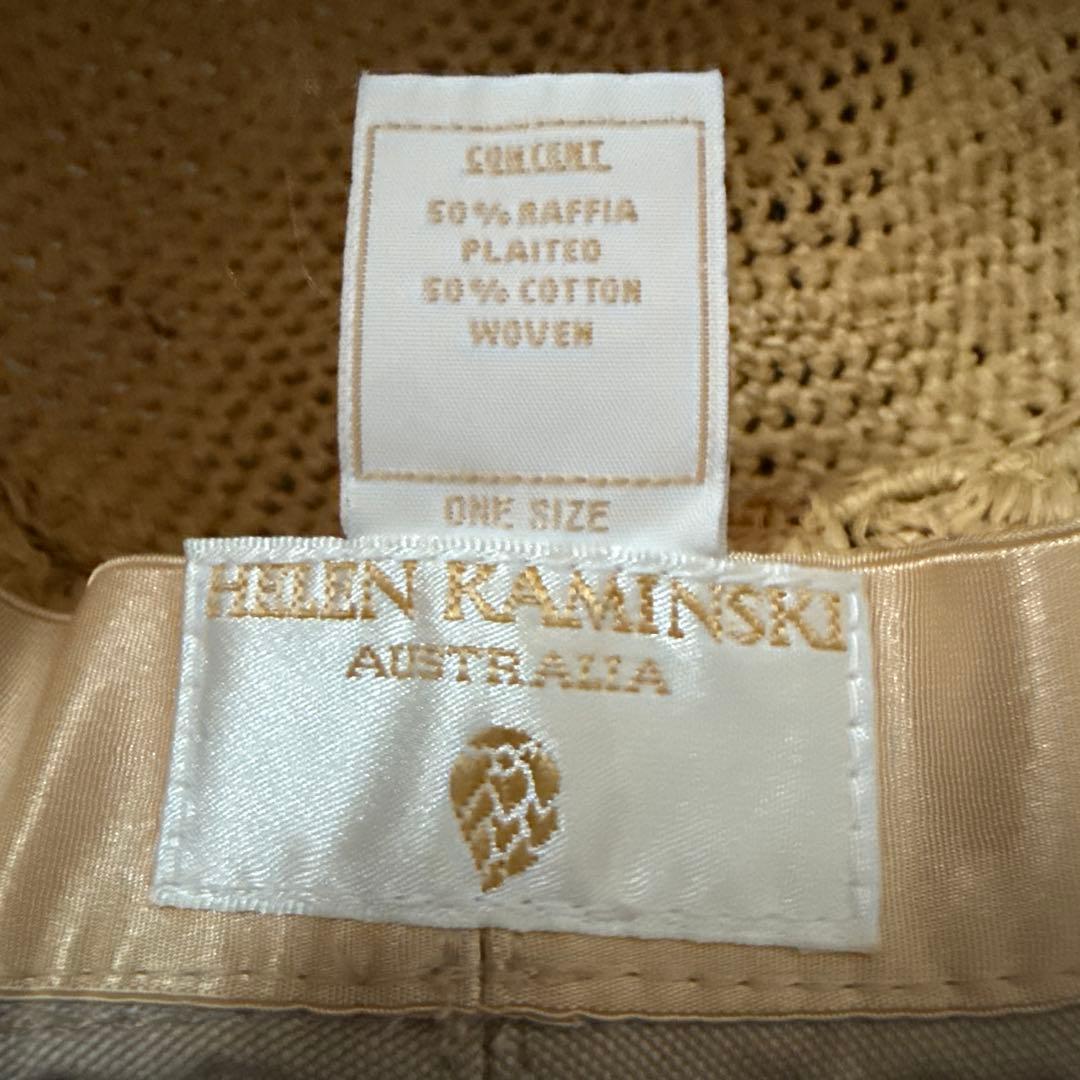 CONTENT
50% RAFFIA
PLAITED
50% COTTON
WOVEN
ONE SIZE
HELEN KAMINSKI
AUSTRALIA